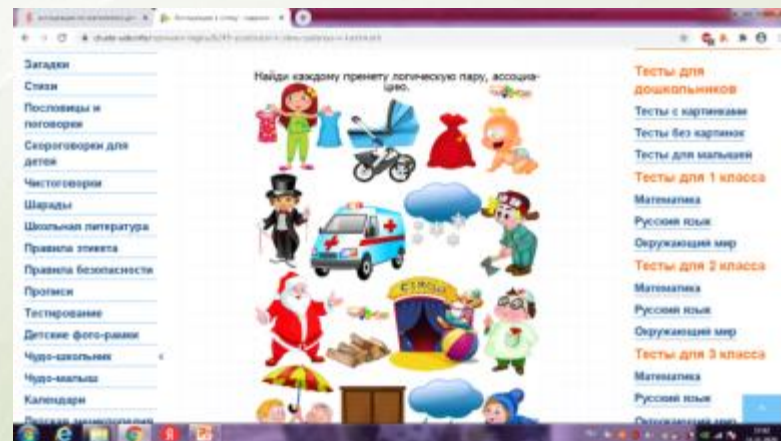 Загадки
Стихи
Пословицы и
поговорки
Скороговорки для
детей
Чистоговорки
Шарады
Школьная литература
Правила этикета
Правила безопасности
Прописи
Тестирование
Детские фото-рамки
Чудо-школьник
Чудо-малыш
Календари
Найди каждому премету логическую пару, ассоциа-
цию.
Тесты для
дошкольников
Тесты с картинками
Тесты без картинок
Тесты для малышей
Тесты для 1 класса
Математика
Русский язык
Окружающий мир
Тесты для 2 класса
Математика
Русский язык
Окружающий мир
Тесты для 3 класса
Математика
Русский язык